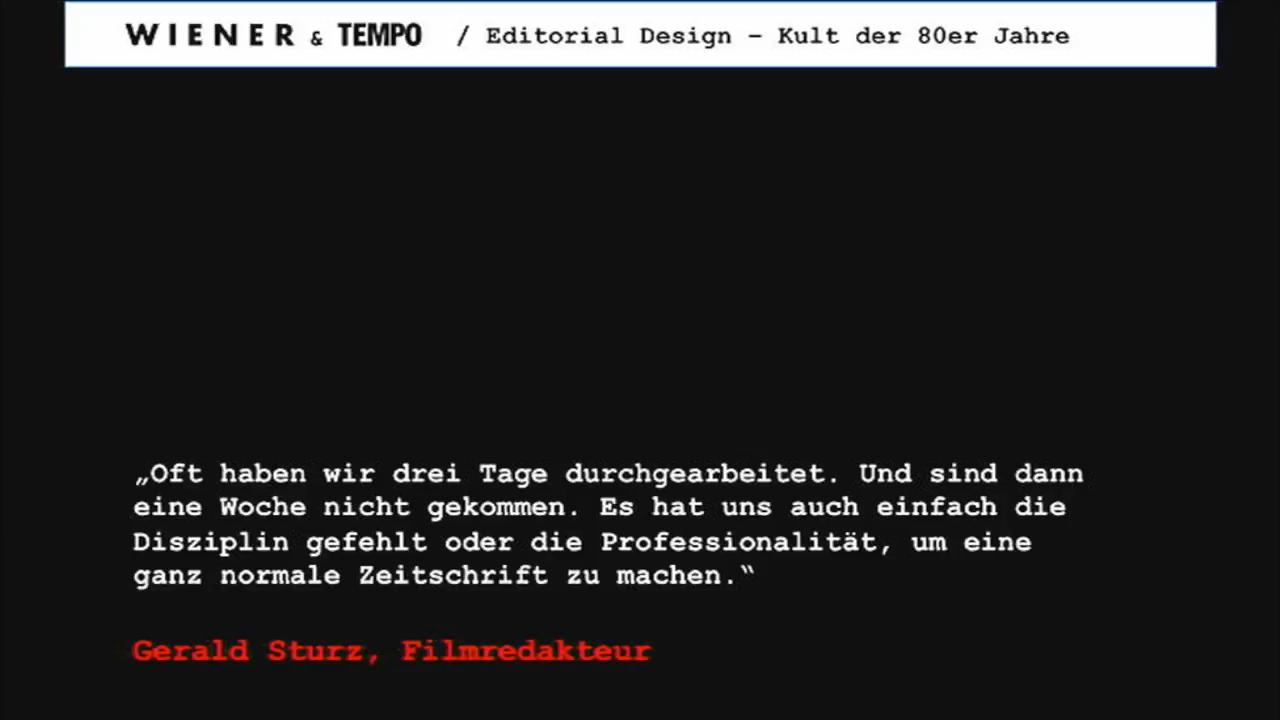 WIENER & TEMPO / Editorial Design – Kult der 80er Jahre
„Oft haben wir drei Tage durchgearbeitet. Und sind dann
eine Woche nicht gekommen. Es hat uns auch einfach die
Disziplin gefehlt oder die Professionalität, um eine
ganz normale Zeitschrift zu machen.“
Gerald Sturz, Filmredakteur